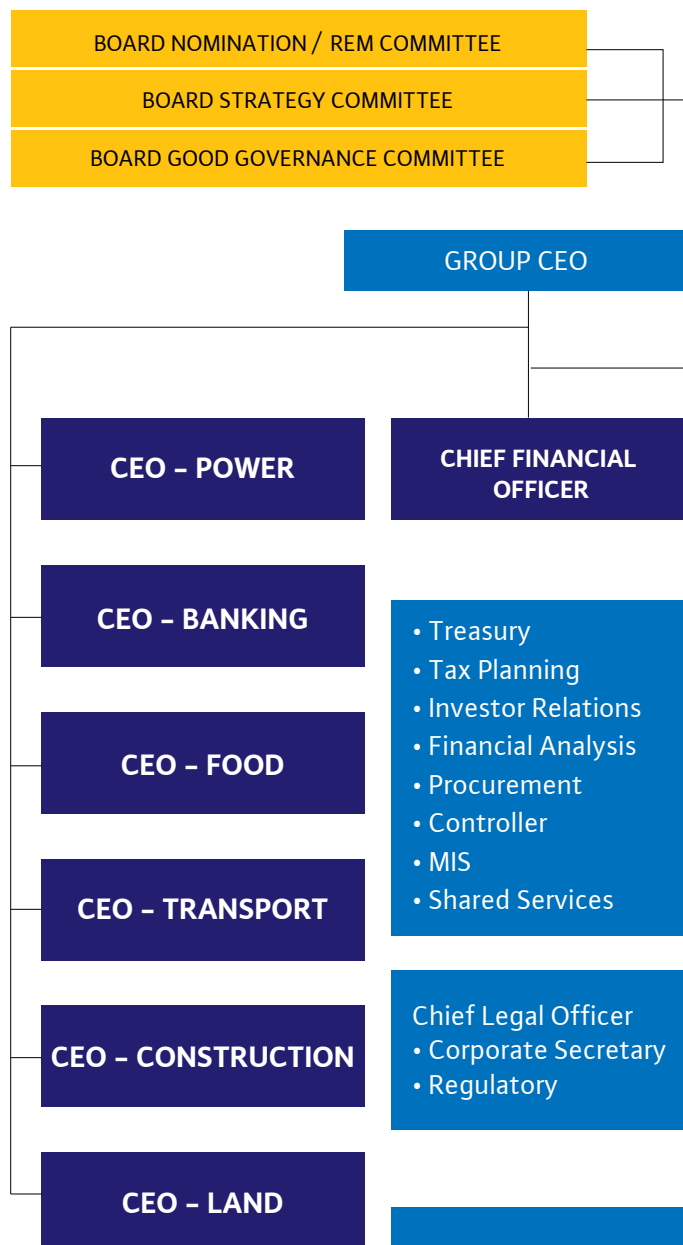 BOARD NOMINATION / REM COMMITTEE
BOARD STRATEGY COMMITTEE
BOARD GOOD GOVERNANCE COMMITTEE
GROUP CEO
CEO – POWER
CEO – BANKING
CEO – FOOD
CEO – TRANSPORT
CEO – CONSTRUCTION
CEO – LAND
CHIEF FINANCIAL
OFFICER
• Treasury
• Tax Planning
• Investor Relations
• Financial Analysis
• Procurement
• Controller
• MIS
• Shared Services
Chief Legal Officer
• Corporate Secretary
• Regulatory